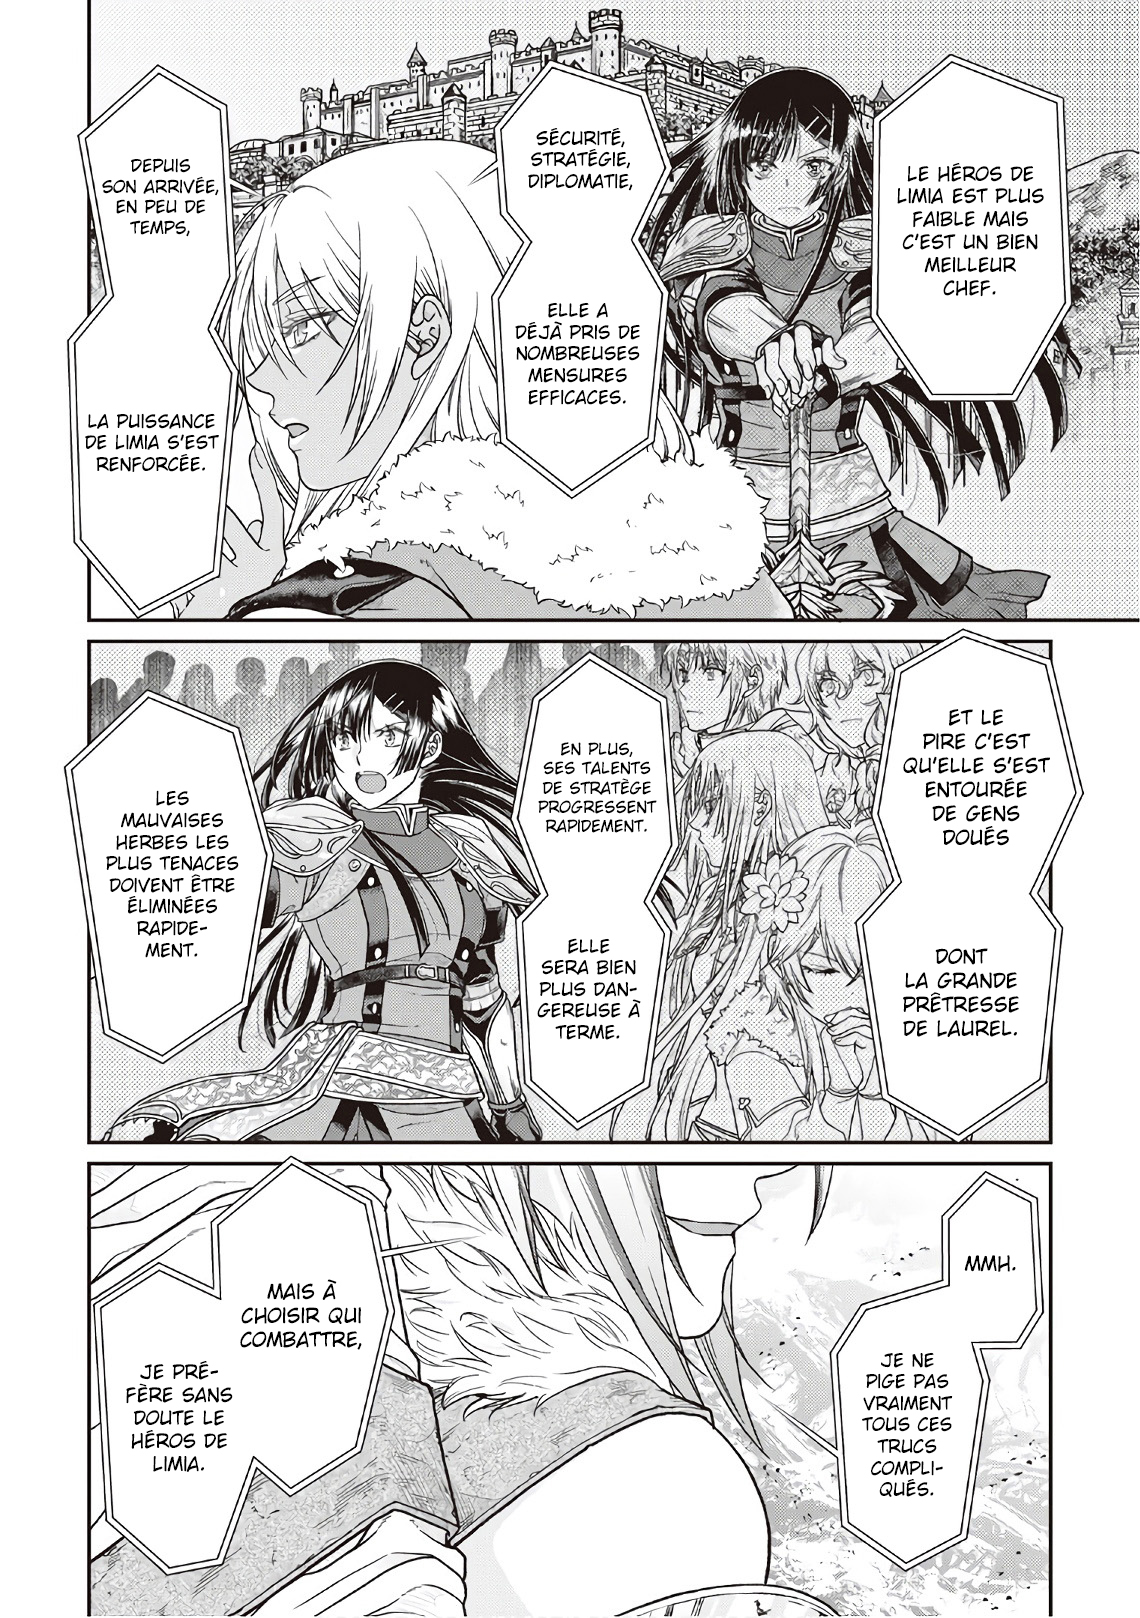 LE HÉROS DE
LIMIA EST PLUS
FAIBLE MAIS
C'EST UN BIEN
MEILLEUR
CHEF.
SÉCURITÉ,
STRATÉGIE,
DIPLOMATIE,
ELLE A
DÉJÀ PRIS DE
NOMBREUSES
MENSURES
EFFICACES.
DEPUIS
SON ARRIVÉE,
EN PEU DE
TEMPS,
LA PUISSANCE
DE LIMIA S'EST
RENFORCÉE.
ET LE
PIRE C'EST
QU'ELLE S'EST
ENTOURÉE
DE GENS
DOUÉS
DONT
LA GRANDE
PRÊTRESSE
DE LAUREL.
EN PLUS,
SES TALENTS
DE STRATÈGE
PROGRESSENT
RAPIDEMENT.
ELLE
SERA BIEN
PLUS DAN-
GEREUSE À
TERME.
LES
MAUVAISES
HERBES LES
PLUS TENACES
DOIVENT ÊTRE
ÉLIMINÉES
RAPIDE-
MENT.
MMH.
JE NE
PIGE PAS
VRAIMENT
TOUS CES
TRUCS
COMPLI-
QUÉS.
MAIS À
CHOISIR QUI
COMBATTRE,
JE PRÉ-
FÈRE SANS
DOUTE LE
HÉROS DE
LIMIA.